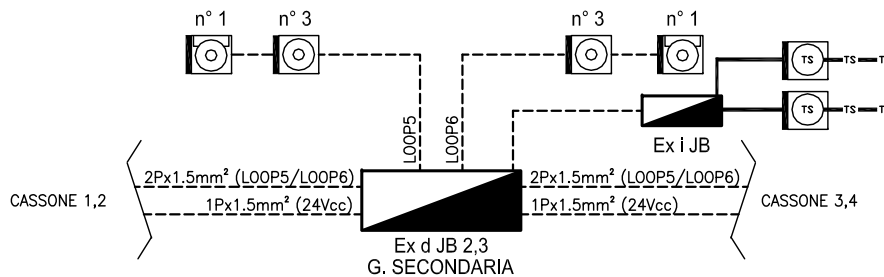 n° 1
n° 3
n° 3
n° 1
TS
TS
T
TS
TS
T
LOOP5
LOOP6
Ex i JB
2Px1.5mm² (LOOP5/LOOP6)
2Px1.5mm² (LOOP5/LOOP6)
CASSONE 1,2
CASSONE 3,4
1Px1.5mm² (24Vcc)
1Px1.5mm² (24Vcc)
Ex d JB 2,3
G. SECONDARIA